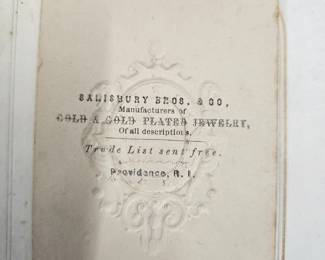 SALISBURY BROS. & CO,
Manufacturers of
GOLD & GOLD PLATED JEWELRY,
Of all descriptions.
Trade List sent free.
Providence, R. I.